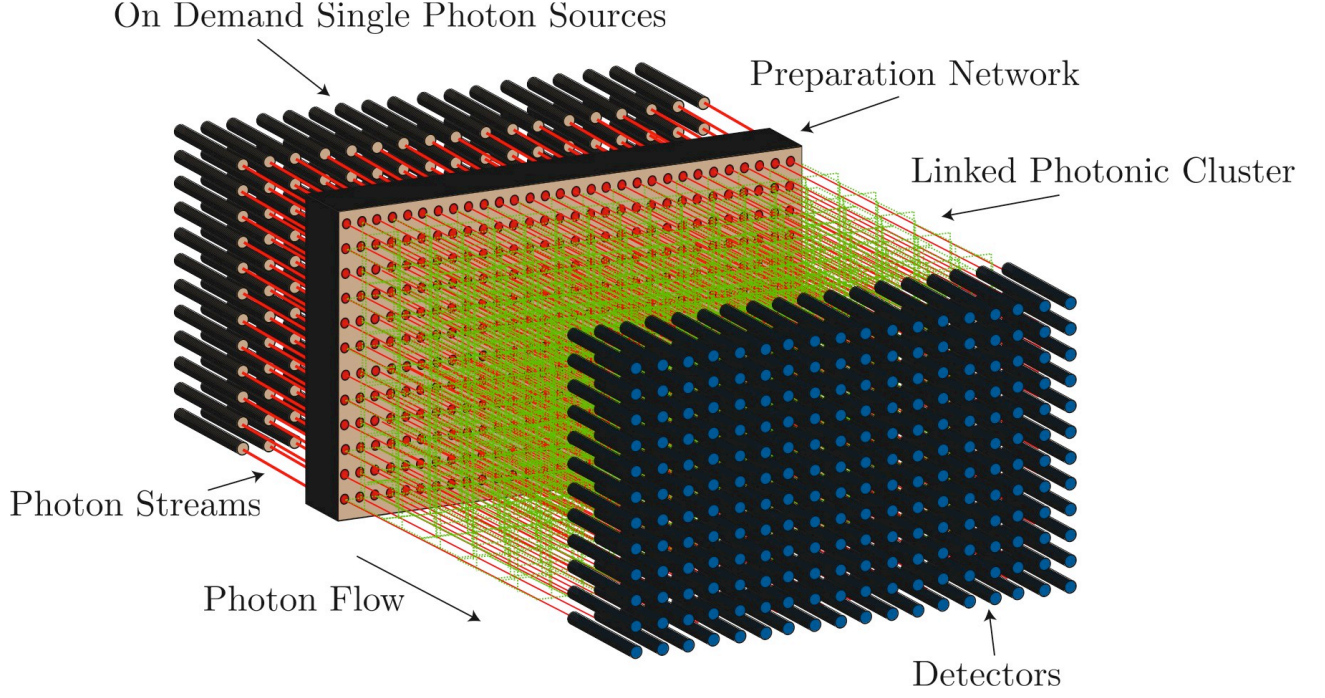 On Demand Single Photon Sources
Preparation Network
Linked Photonic Cluster
Photon Streams
Photon Flow
Detectors